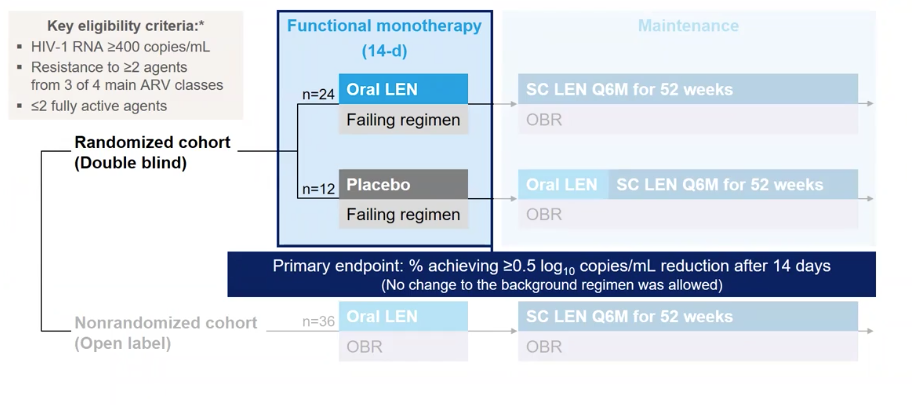 Key eligibility criteria:*
▪ HIV-1 RNA ≥400 copies/mL
▪ Resistance to ≥2 agents
from 3 of 4 main ARV classes
▪ ≤2 fully active agents
Functional monotherapy
(14-d)
Maintenance
Randomized cohort
(Double blind)
n=24
Oral LEN
Failing regimen
SC LEN Q6M for 52 weeks
OBR
n=12
Placebo
Failing regimen
Oral LEN
SC LEN Q6M for 52 weeks
OBR
Primary endpoint: % achieving ≥0.5 log₁₀ copies/mL reduction after 14 days
(No change to the background regimen was allowed)
Nonrandomized cohort
(Open label)
n=36
Oral LEN
OBR
SC LEN Q6M for 52 weeks
OBR